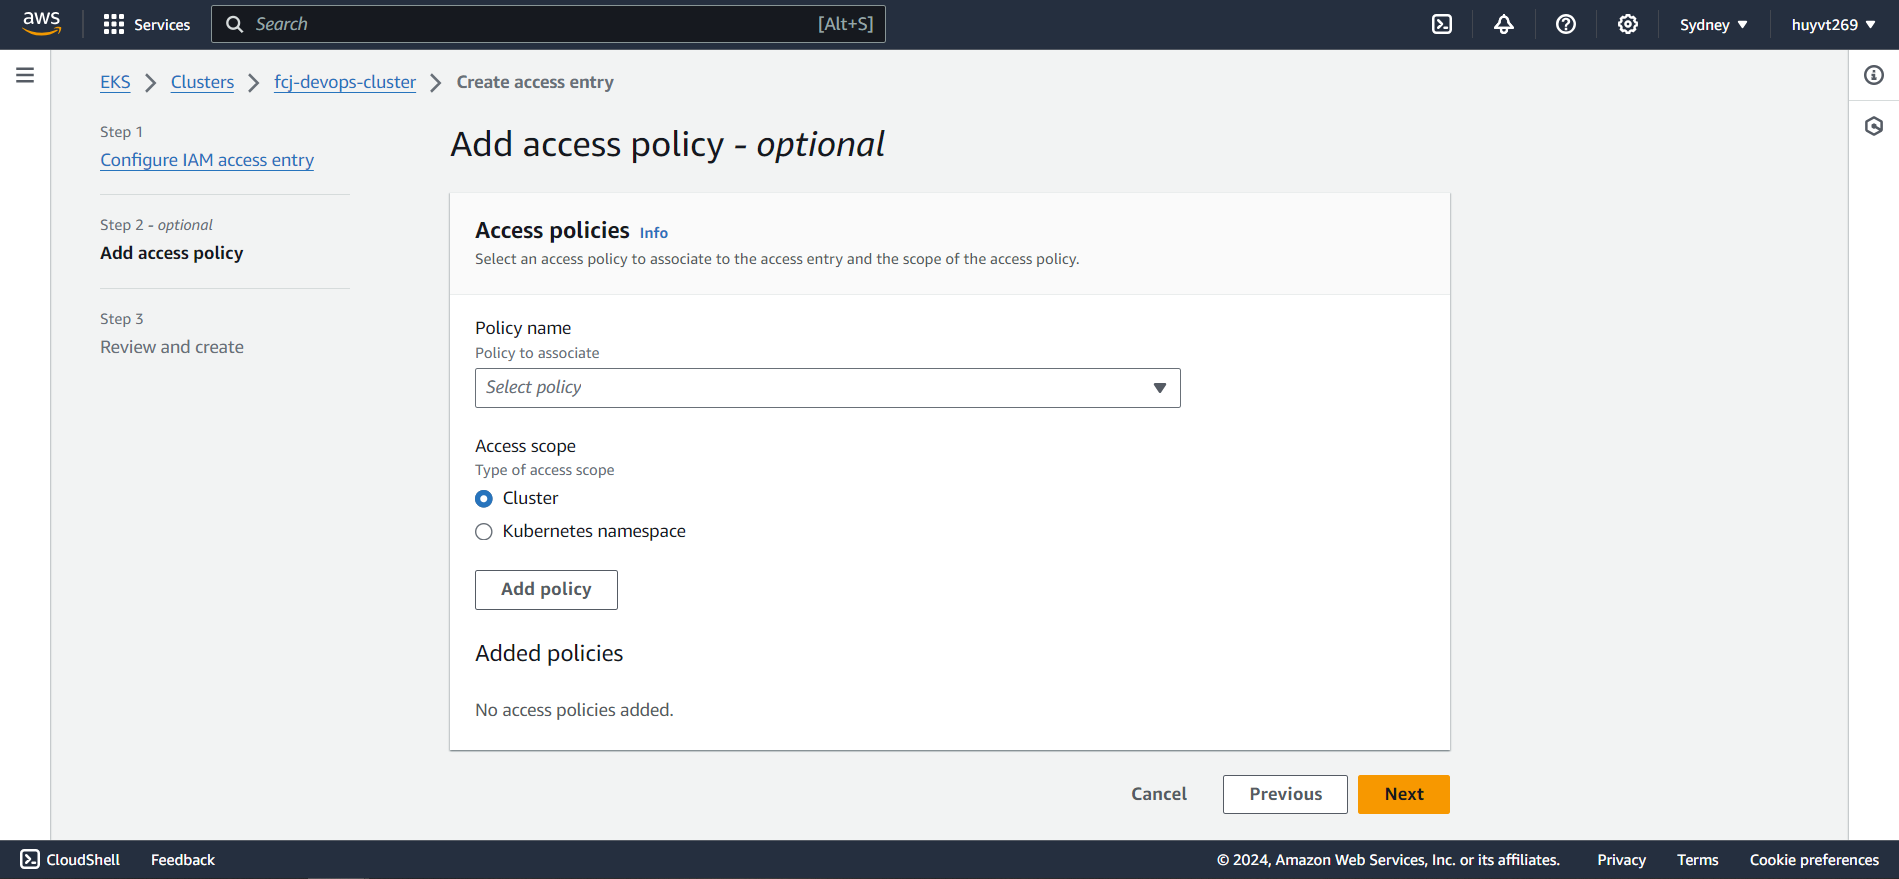 aws
Services
Search
[Alt+S]
Sydney
huyvt269
EKS
Clusters
fcj-devops-cluster
Create access entry
Step 1
Configure IAM access entry
Step 2 - optional
Add access policy
Step 3
Review and create
Add access policy - optional
Access policies Info
Select an access policy to associate to the access entry and the scope of the access policy.
Policy name
Policy to associate
Select policy
Access scope
Type of access scope
Cluster
Kubernetes namespace
Add policy
Added policies
No access policies added.
Cancel
Previous
Next
CloudShell
Feedback
© 2024, Amazon Web Services, Inc. or its affiliates.
Privacy
Terms
Cookie preferences